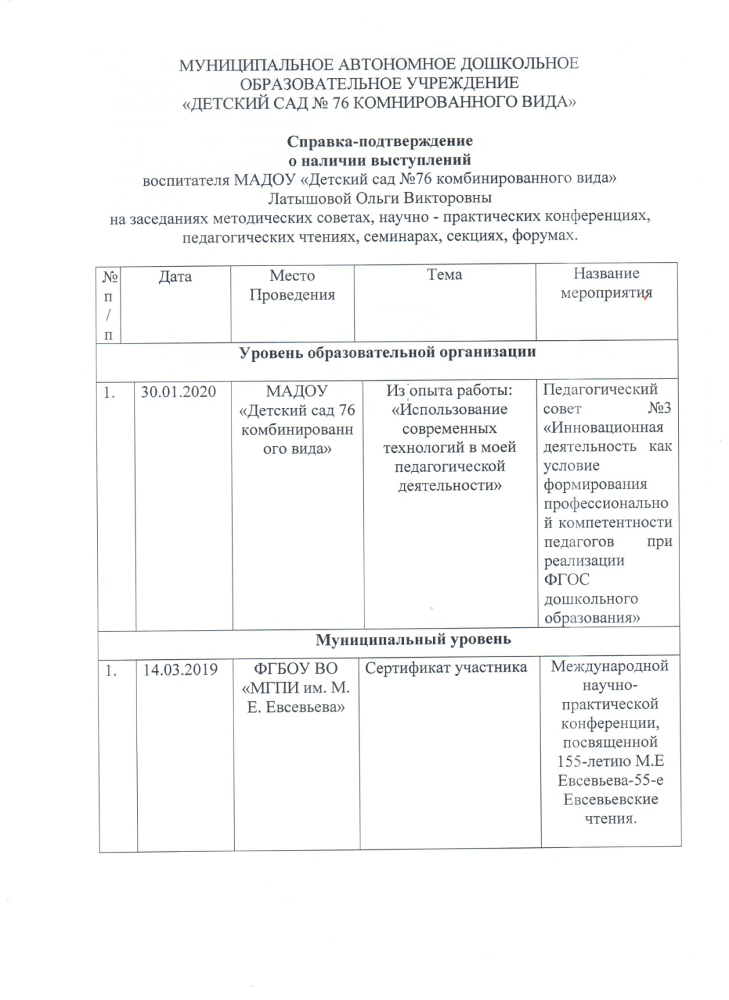 МУНИЦИПАЛЬНОЕ АВТОНОМНОЕ ДОШКОЛЬНОЕ
ОБРАЗОВАТЕЛЬНОЕ УЧРЕЖДЕНИЕ
«ДЕТСКИЙ САД № 76 КОМНИРОВАННОГО ВИДА»
Справка-подтверждение
о наличии выступлений
воспитателя МАДОУ «Детский сад №76 комбинированного вида»
Латышовой Ольги Викторовны
на заседаниях методических советах, научно - практических конференциях,
педагогических чтениях, семинарах, секциях, форумах.
№
п
/
п
Дата
Место
Проведения
Тема
Название
мероприятия
Уровень образовательной организации
1.
30.01.2020
МАДОУ
«Детский сад 76
комбинированн
ого вида»
Из опыта работы:
«Использование
современных
технологий в моей
педагогической
деятельности»
Педагогический
совет №3
«Инновационная
деятельность как
условие
формирования
профессионально
й компетентности
педагогов при
реализации
ФГОС
дошкольного
образования»
Муниципальный уровень
1.
14.03.2019
ФГБОУ ВО
«МГПИ им. М.
Е. Евсевьева»
Сертификат участника
Международной
научно-
практической
конференции,
посвященной
155-летию М.Е
Евсевьева-55-е
Евсевьевские
чтения.